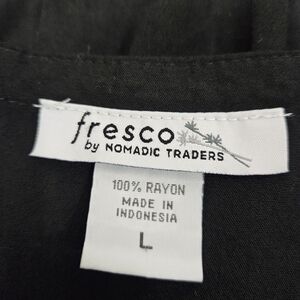 fresco
by NOMADIC TRADERS
100% RAYON
MADE IN
INDONESIA
L